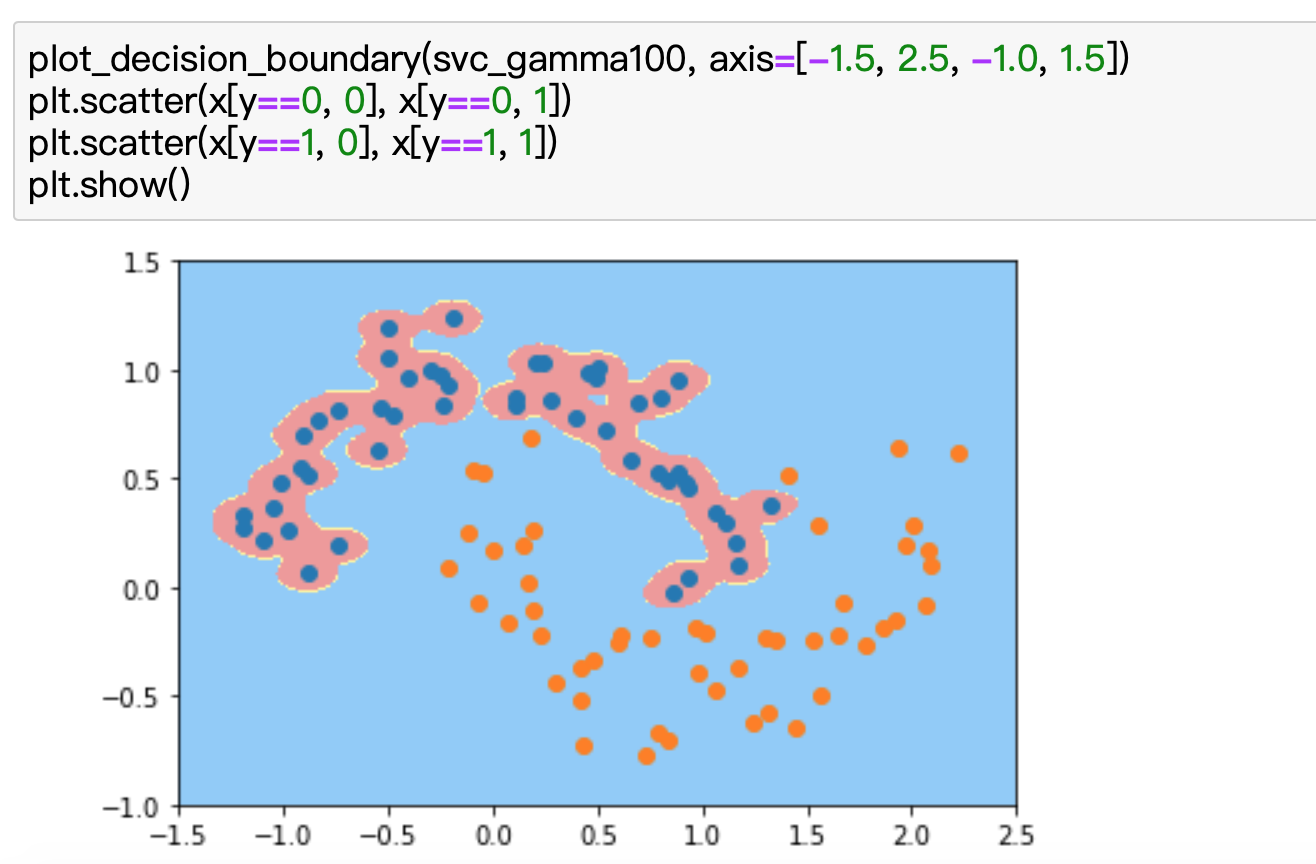 plot_decision_boundary(svc_gamma100, axis=[−1.5, 2.5, −1.0, 1.5])
plt.scatter(x[y==0, 0], x[y==0, 1])
plt.scatter(x[y==1, 0], x[y==1, 1])
plt.show()
1.5
1.0
0.5
0.0
−0.5
−1.0
−1.5 −1.0 −0.5 0.0 0.5 1.0 1.5 2.0 2.5